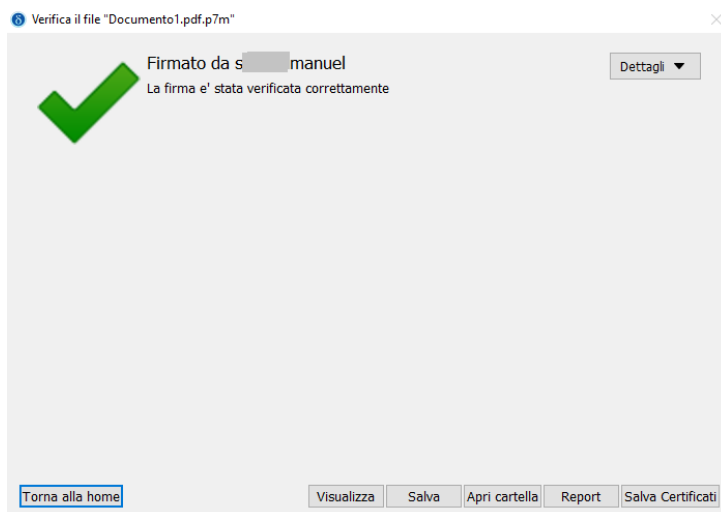 Verifica il file "Documento1.pdf.p7m"
Firmato da s manuel
Dettagli
La firma e' stata verificata correttamente
Torna alla home
Visualizza
Salva
Apri cartella
Report
Salva Certificati